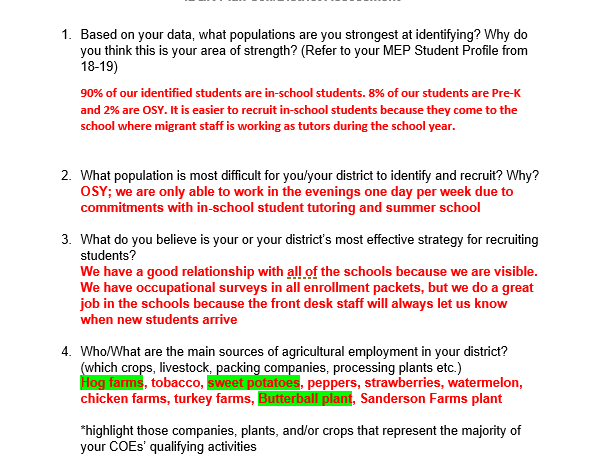 1. Based on your data, what populations are you strongest at identifying? Why do
you think this is your area of strength? (Refer to your MEP Student Profile from
18-19)
90% of our identified students are in-school students. 8% of our students are Pre-K
and 2% are OSY. It is easier to recruit in-school students because they come to the
school where migrant staff is working as tutors during the school year.
2. What population is most difficult for you/your district to identify and recruit? Why?
OSY; we are only able to work in the evenings one day per week due to
commitments with in-school student tutoring and summer school
3. What do you believe is your or your district's most effective strategy for recruiting
students?
We have a good relationship with all of the schools because we are visible.
We have occupational surveys in all enrollment packets, but we do a great
job in the schools because the front desk staff will always let us know
when new students arrive
4. Who/What are the main sources of agricultural employment in your district?
(which crops, livestock, packing companies, processing plants etc.)
Hog farms, tobacco, sweet potatoes, peppers, strawberries, watermelon,
chicken farms, turkey farms, Butterball plant, Sanderson Farms plant
*highlight those companies, plants, and/or crops that represent the majority of
your COEs' qualifying activities